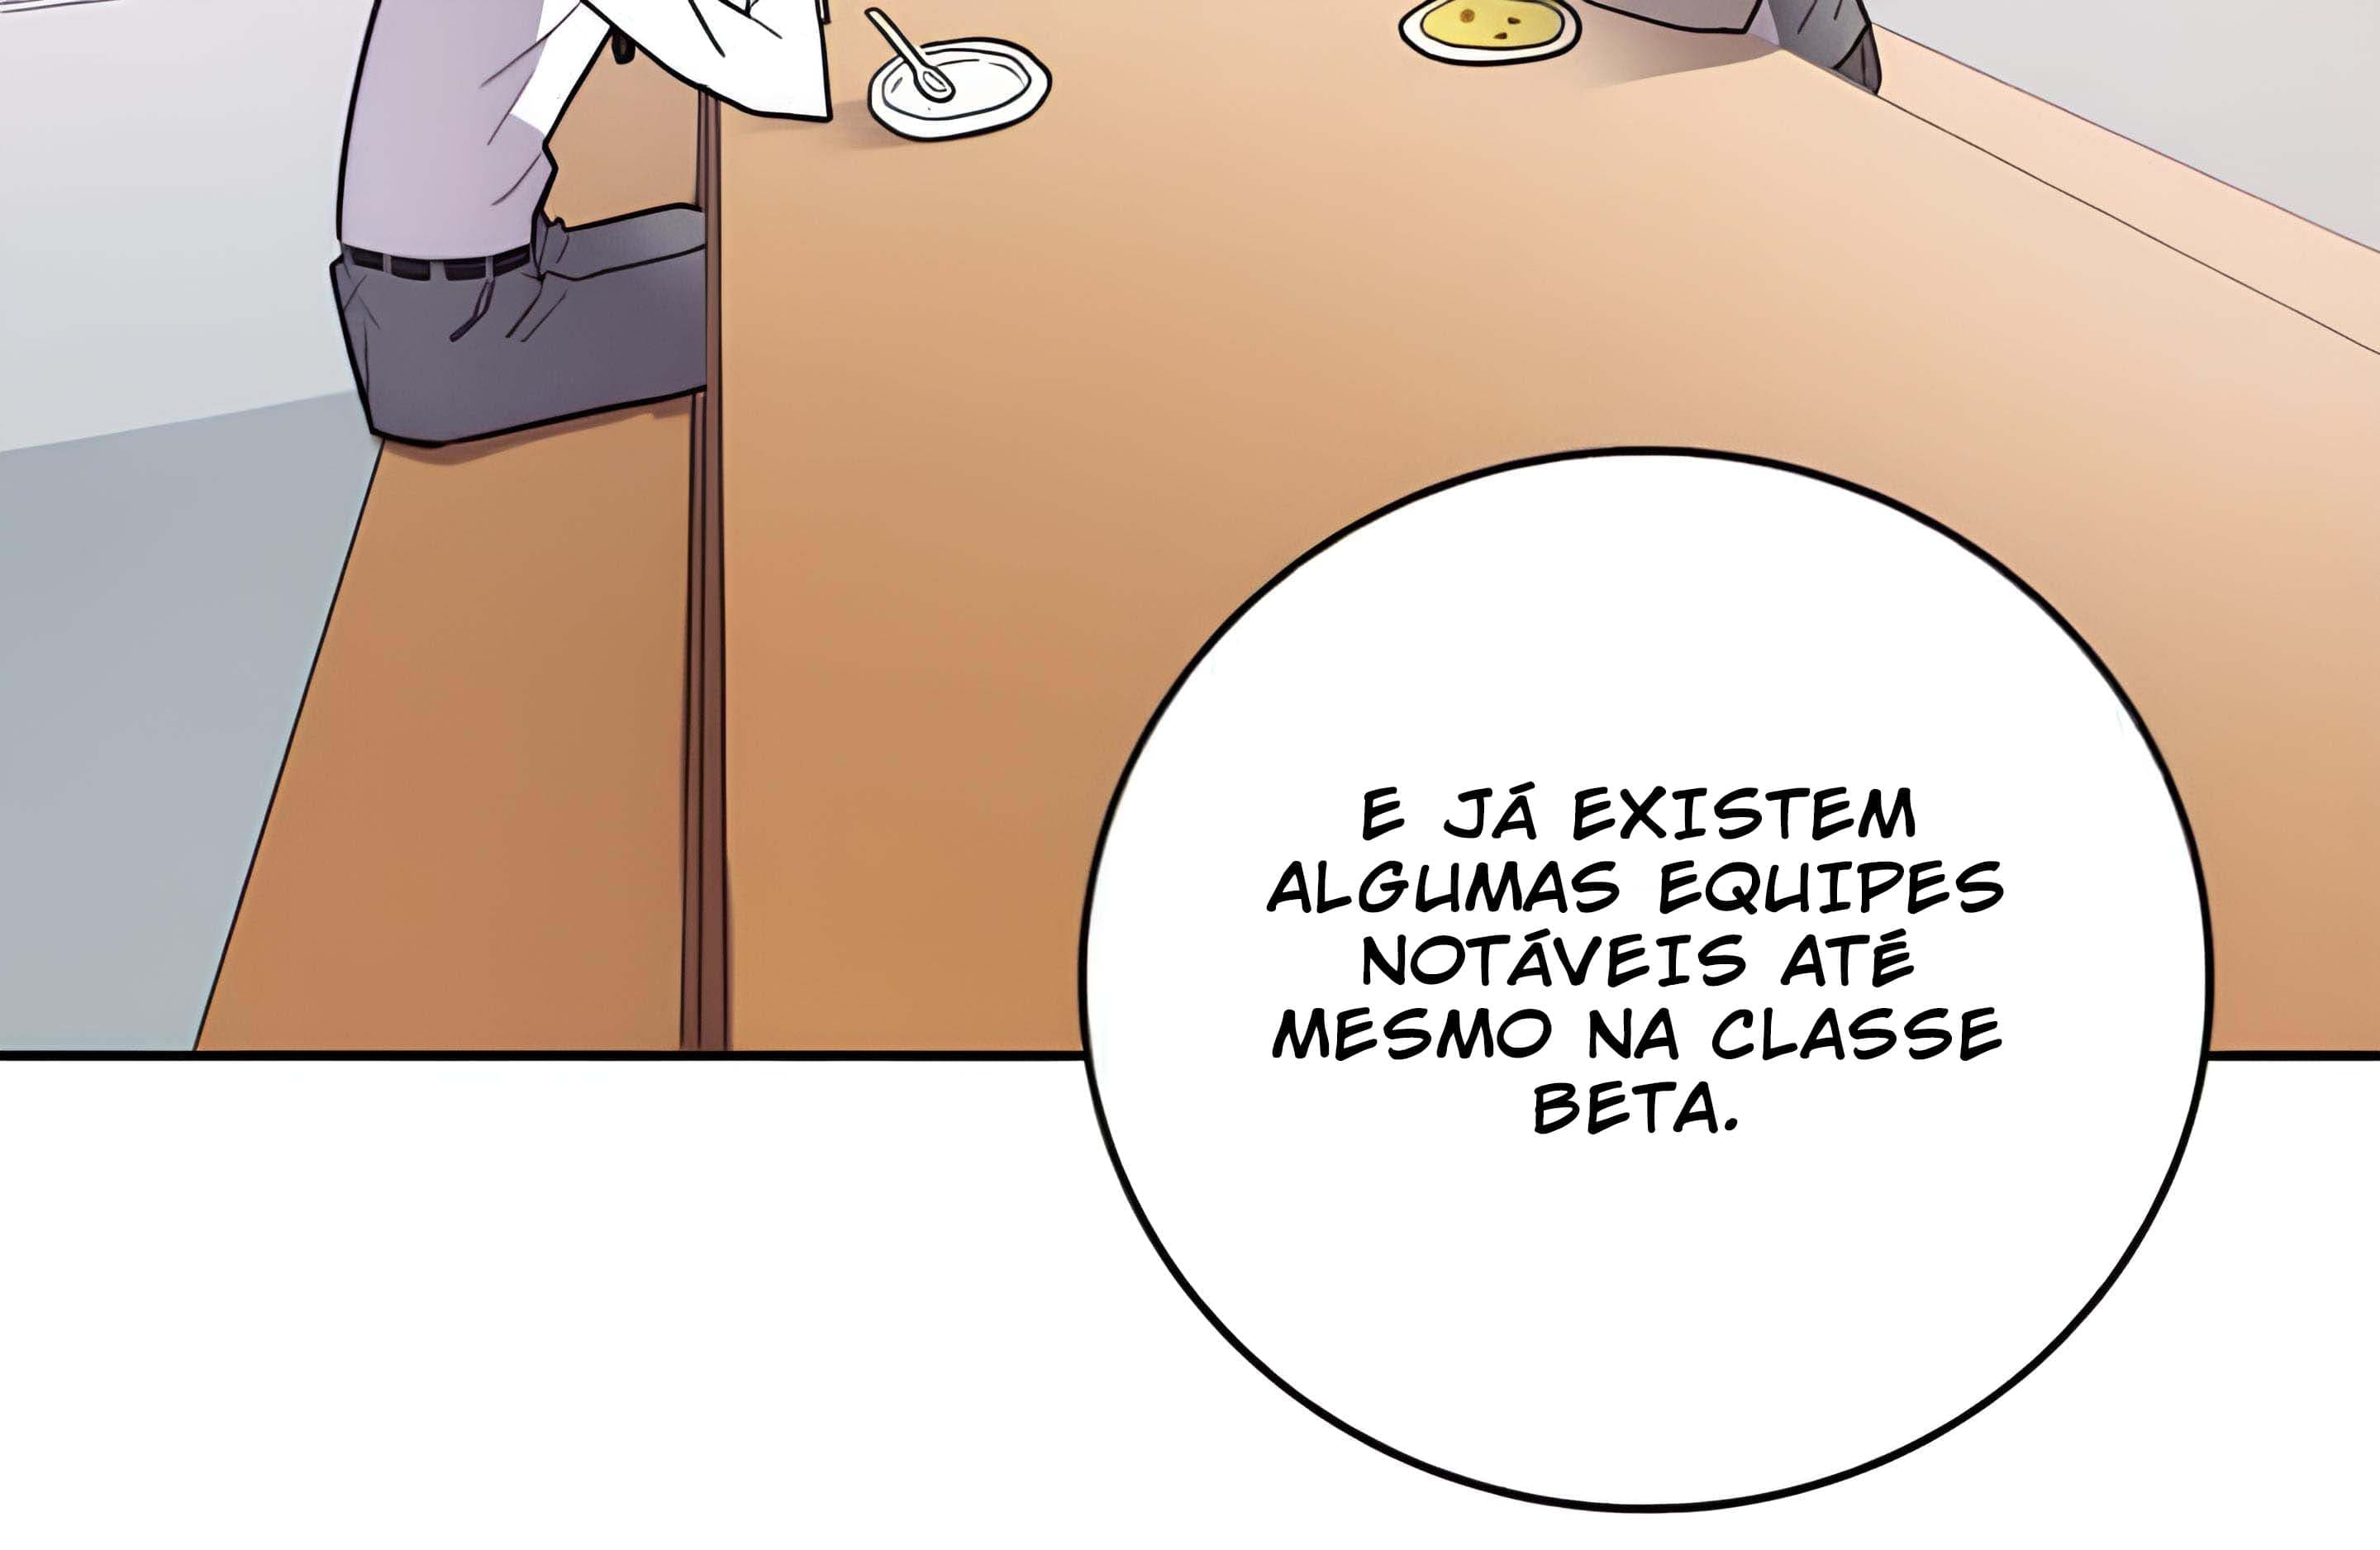 E JÁ EXISTEM
ALGUMAS EQUIPES
NOTÁVEIS ATÉ
MESMO NA CLASSE
BETA.